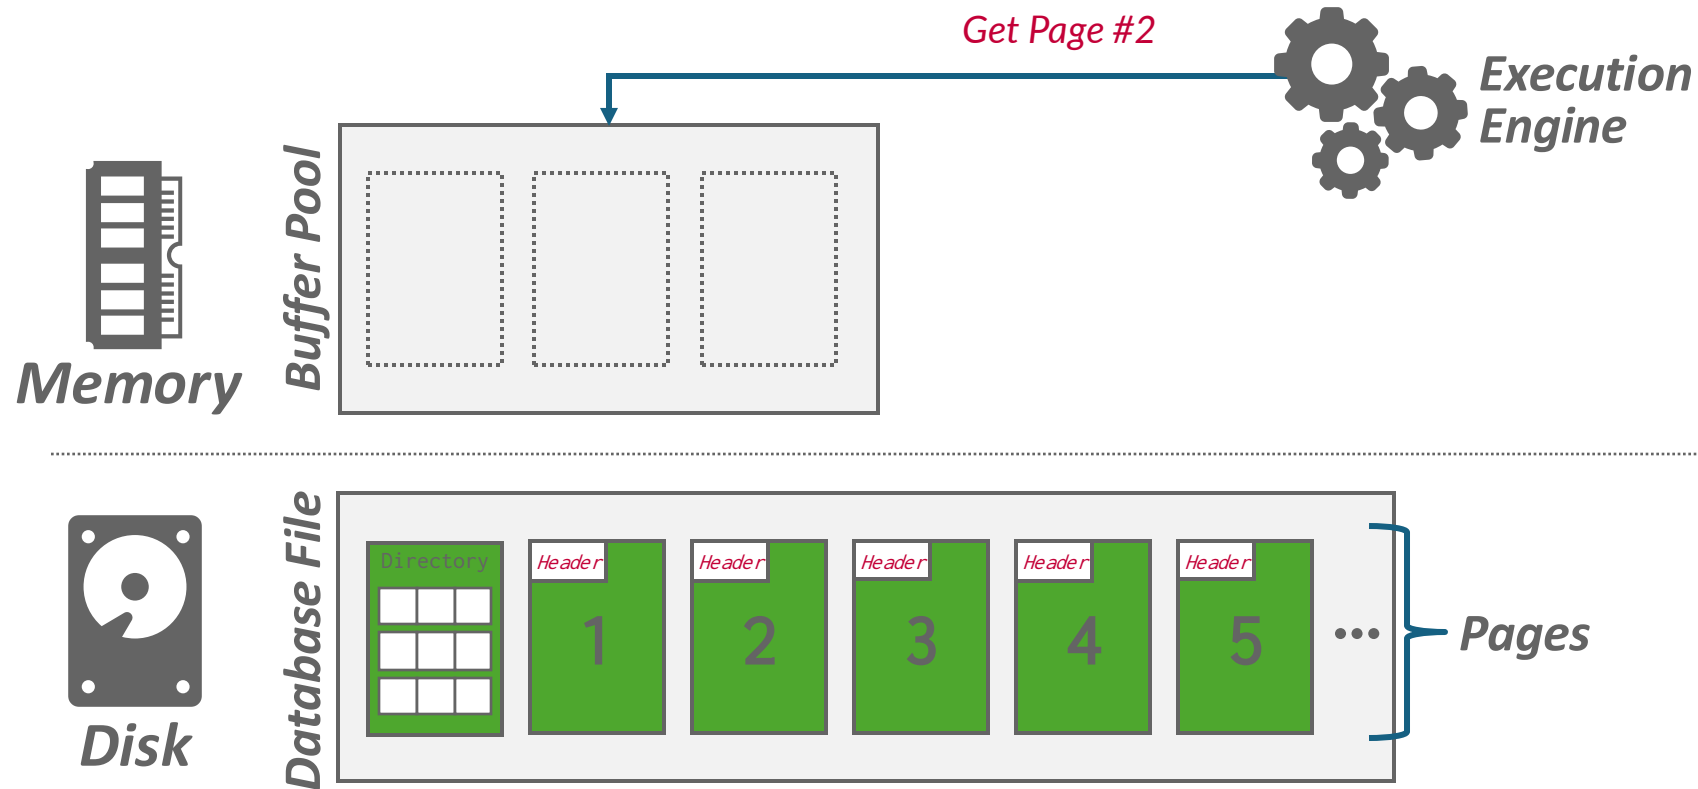 Get Page #2
Execution
Engine
Buffer Pool
Memory
Database File
Directory
Header
Header
Header
Header
Header
1
2
3
4
5
...
Pages
Disk